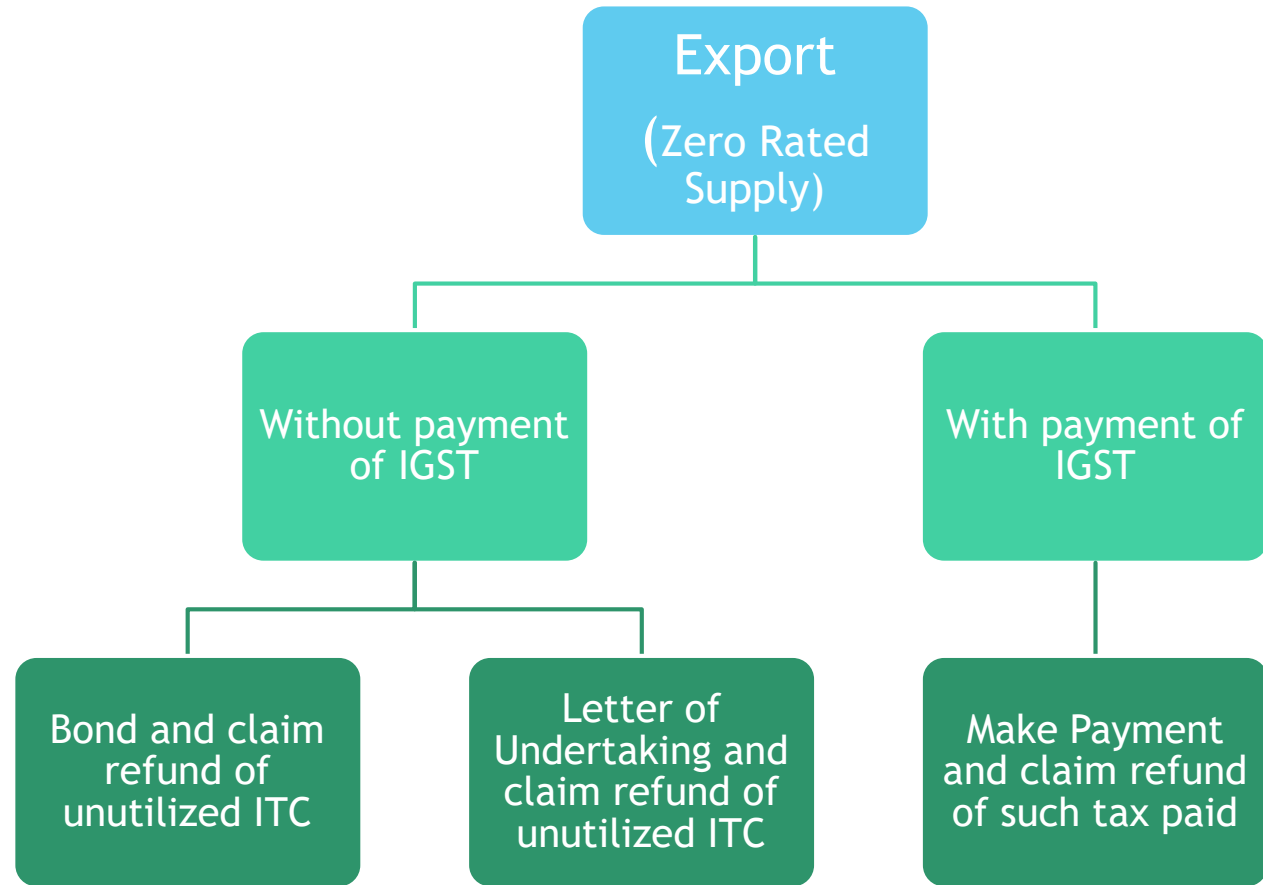 Export
(Zero Rated
Supply)
Without payment
of IGST
With payment of
IGST
Bond and claim
refund of
unutilized ITC
Letter of
Undertaking and
claim refund of
unutilized ITC
Make Payment
and claim refund
of such tax paid